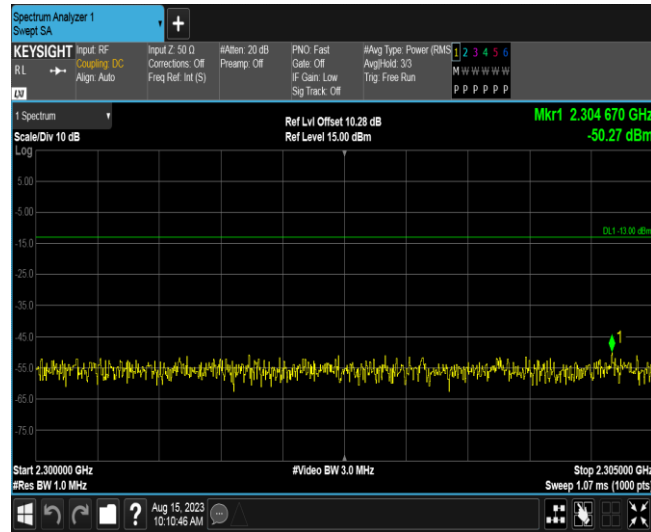 Spectrum Analyzer 1
Swept SA
KEYSIGHT
RL
LXI
Input: RF
Coupling: DC
Align: Auto
Input Z: 50 Ω
Corrections: Off
Freq Ref: Int (S)
#Atten: 20 dB
Preamp: Off
PNO: Fast
Gate: Off
IF Gain: Low
Sig Track: Off
#Avg Type: Power (RMS
Avg|Hold: 3/3
Trig: Free Run
1 2 3 4 5 6
M W W W W W
P P P P P P
1 Spectrum
Scale/Div 10 dB
Ref Lvl Offset 10.28 dB
Ref Level 15.00 dBm
Mkr1 2.304 670 GHz
-50.27 dBm
Log
5.00
-5.00
DL1 -13.00 dBm
-15.0
-25.0
-35.0
-45.0
1
-55.0
-65.0
-75.0
Start 2.300000 GHz
#Video BW 3.0 MHz
Stop 2.305000 GHz
#Res BW 1.0 MHz
Sweep 1.07 ms (1000 pts)
?
Aug 15, 2023
10:10:46 AM